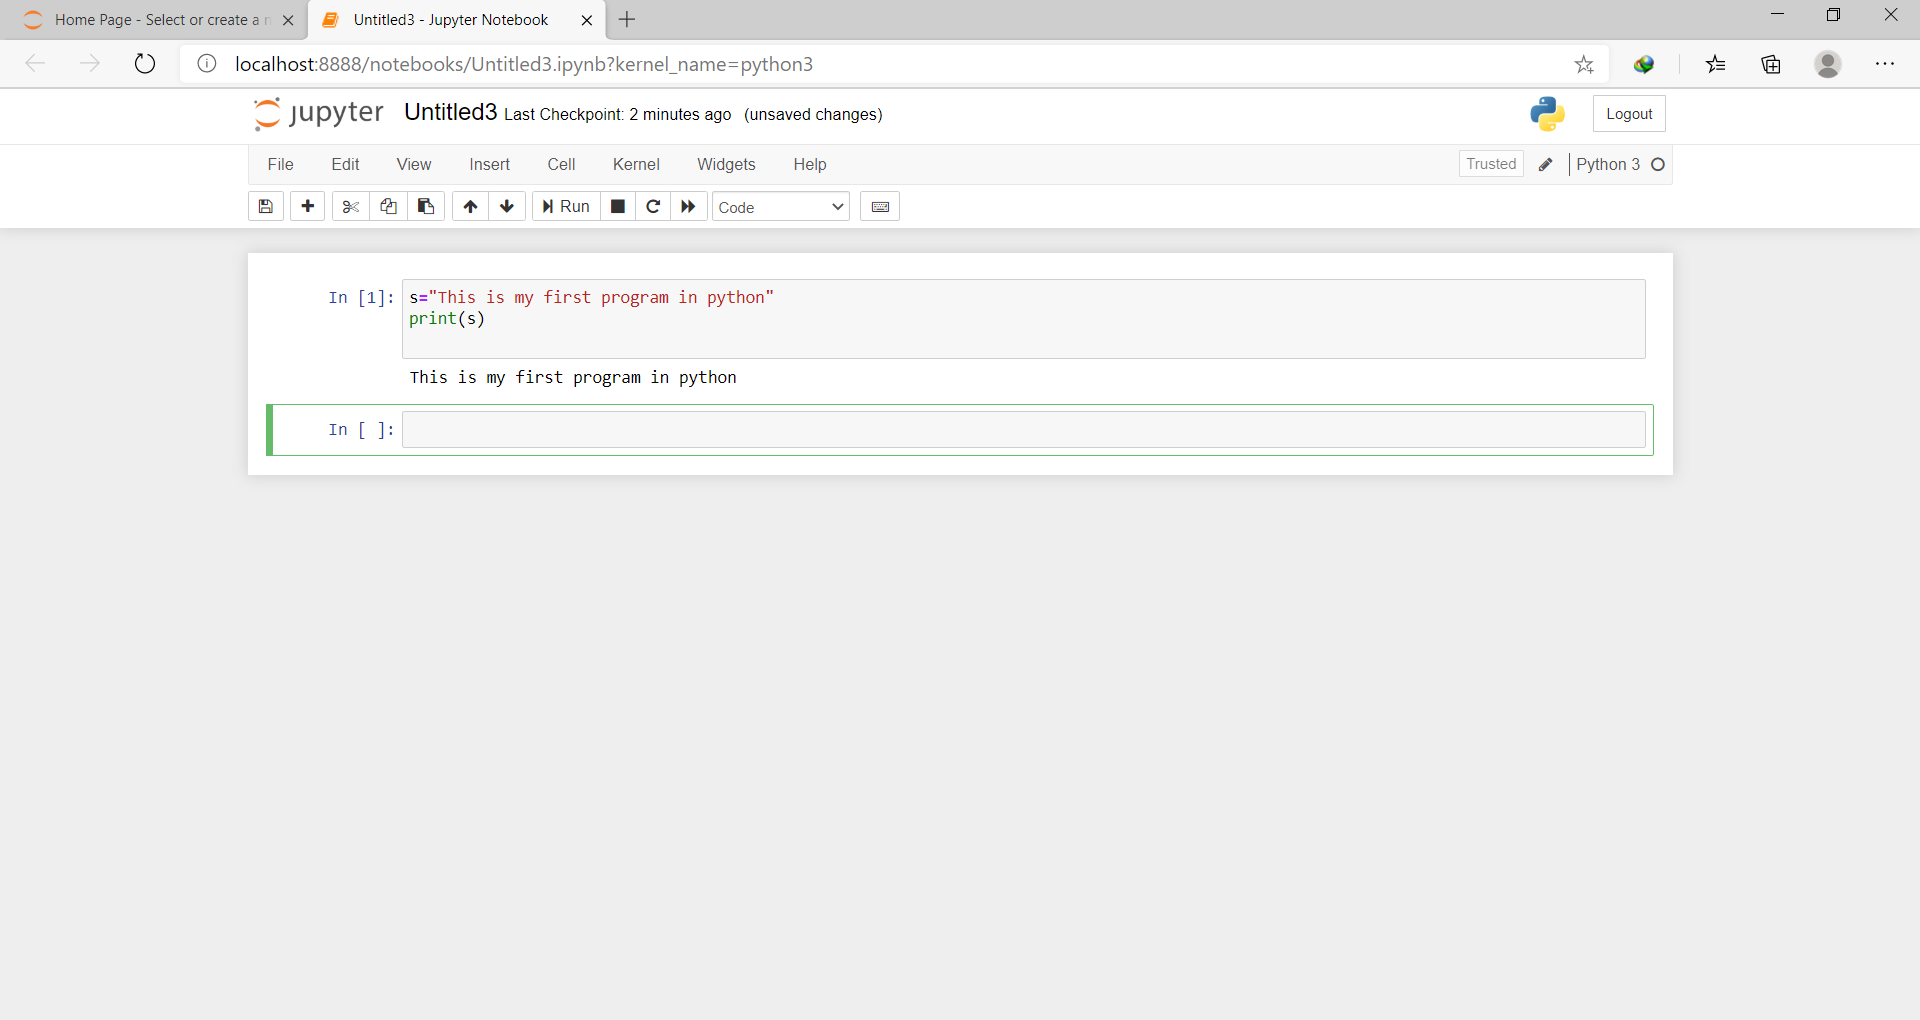 Home Page - Select or create a n
Untitled3 - Jupyter Notebook
localhost:8888/notebooks/Untitled3.ipynb?kernel_name=python3
jupyter Untitled3 Last Checkpoint: 2 minutes ago (unsaved changes)
Logout
File Edit View Insert Cell Kernel Widgets Help
Trusted Python 3
Run Code
In [1]: s="This is my first program in python"
print(s)
This is my first program in python
In [ ]: